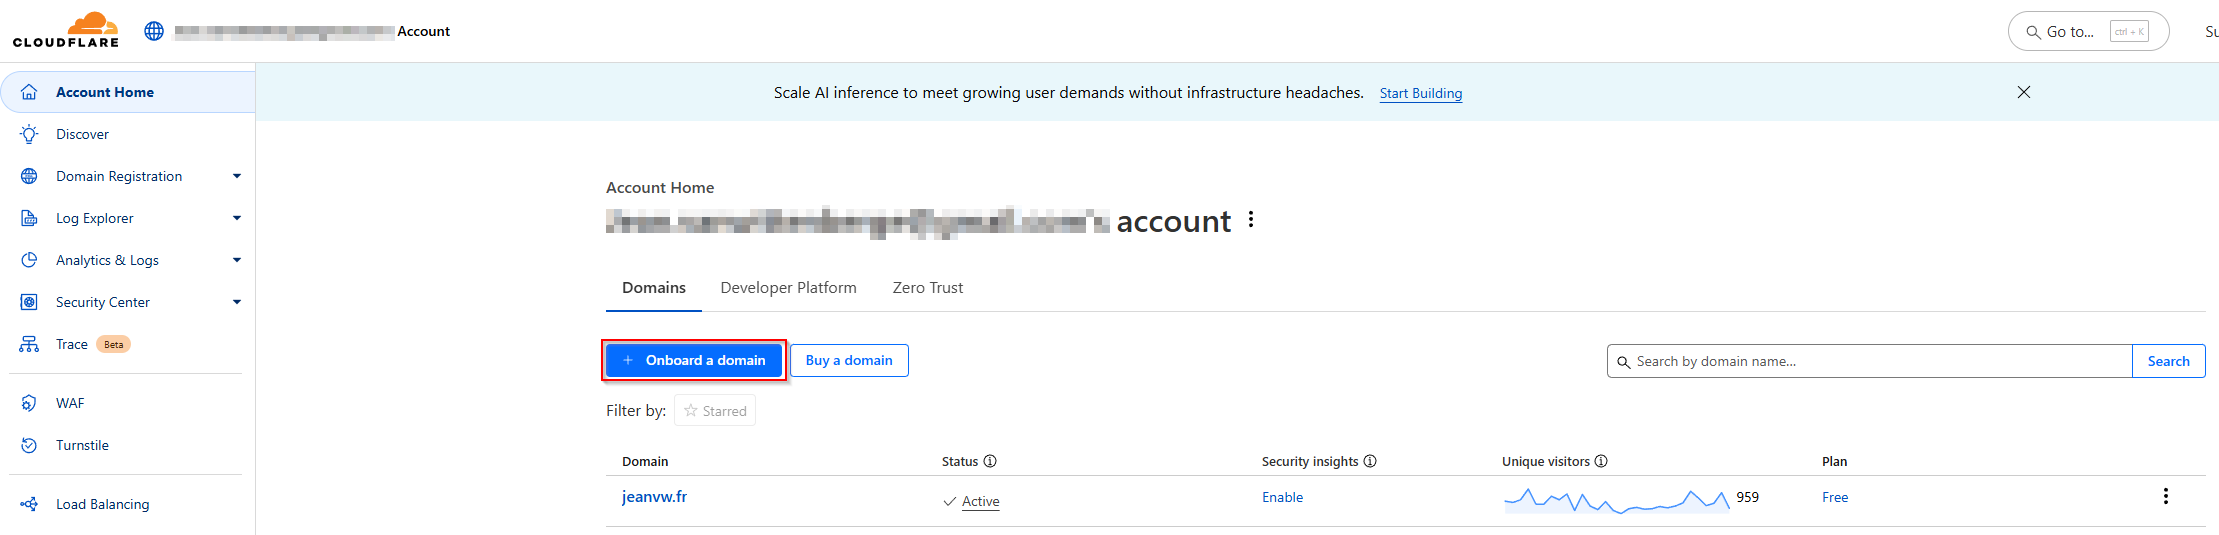 CLOUDFLARE
Account
Go to... ctrl + K
Account Home
Discover
Domain Registration
Log Explorer
Analytics & Logs
Security Center
Trace Beta
WAF
Turnstile
Load Balancing
Scale AI inference to meet growing user demands without infrastructure headaches. Start Building
Account Home
account
Domains Developer Platform Zero Trust
+ Onboard a domain Buy a domain
Search by domain name... Search
Filter by: Starred
Domain Status Security insights Unique visitors Plan
jeanvw.fr Active Enable 959 Free